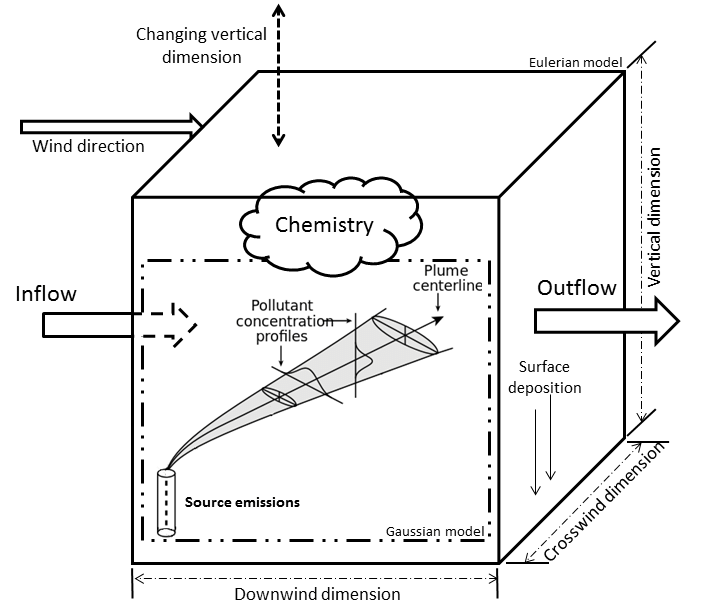 Changing vertical
dimension
Eulerian model
Wind direction
Chemistry
Vertical dimension
Plume
centerline
Inflow
Outflow
Pollutant
concentration
profiles
Surface
deposition
Source emissions
Gaussian model
Crosswind dimension
Downwind dimension